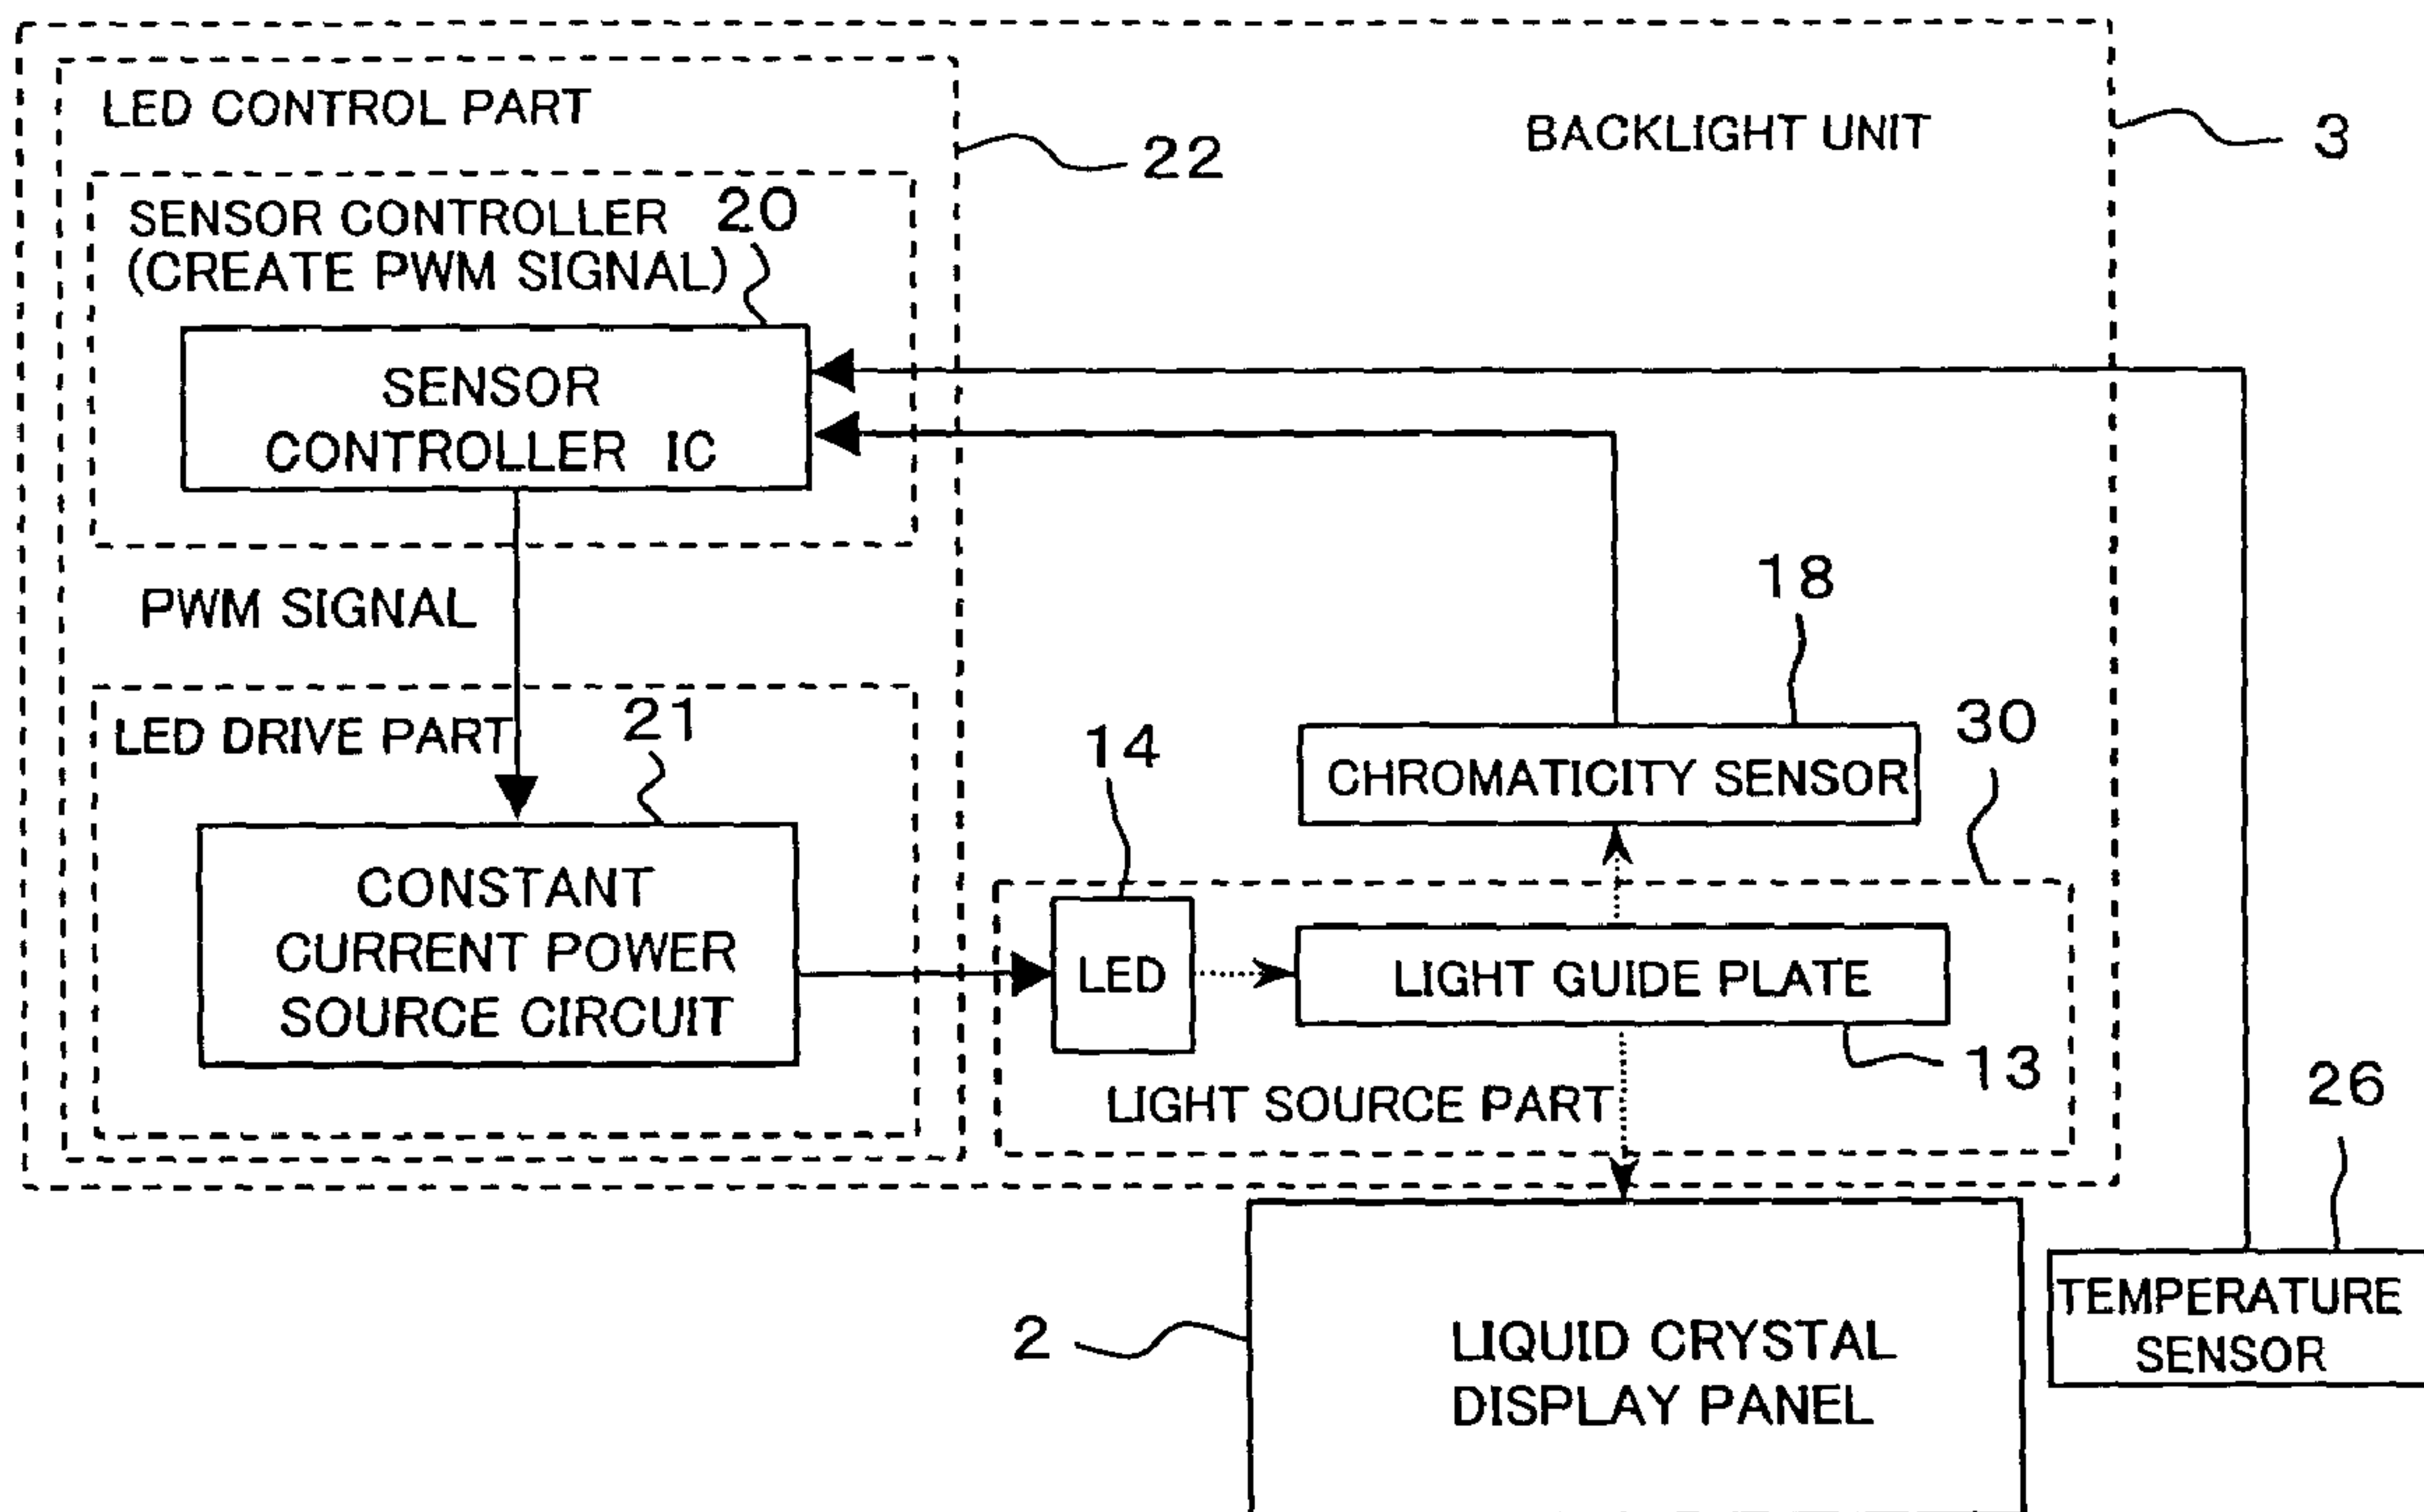 LED CONTROL PART
BACKLIGHT UNIT
3
22
SENSOR CONTROLLER 20
(CREATE PWM SIGNAL)
SENSOR
CONTROLLER IC
PWM SIGNAL
18
LED DRIVE PART
21
14
30
CHROMATICITY SENSOR
CONSTANT
CURRENT POWER
SOURCE CIRCUIT
LED
LIGHT GUIDE PLATE
13
LIGHT SOURCE PART
26
2
LIQUID CRYSTAL
DISPLAY PANEL
TEMPERATURE
SENSOR